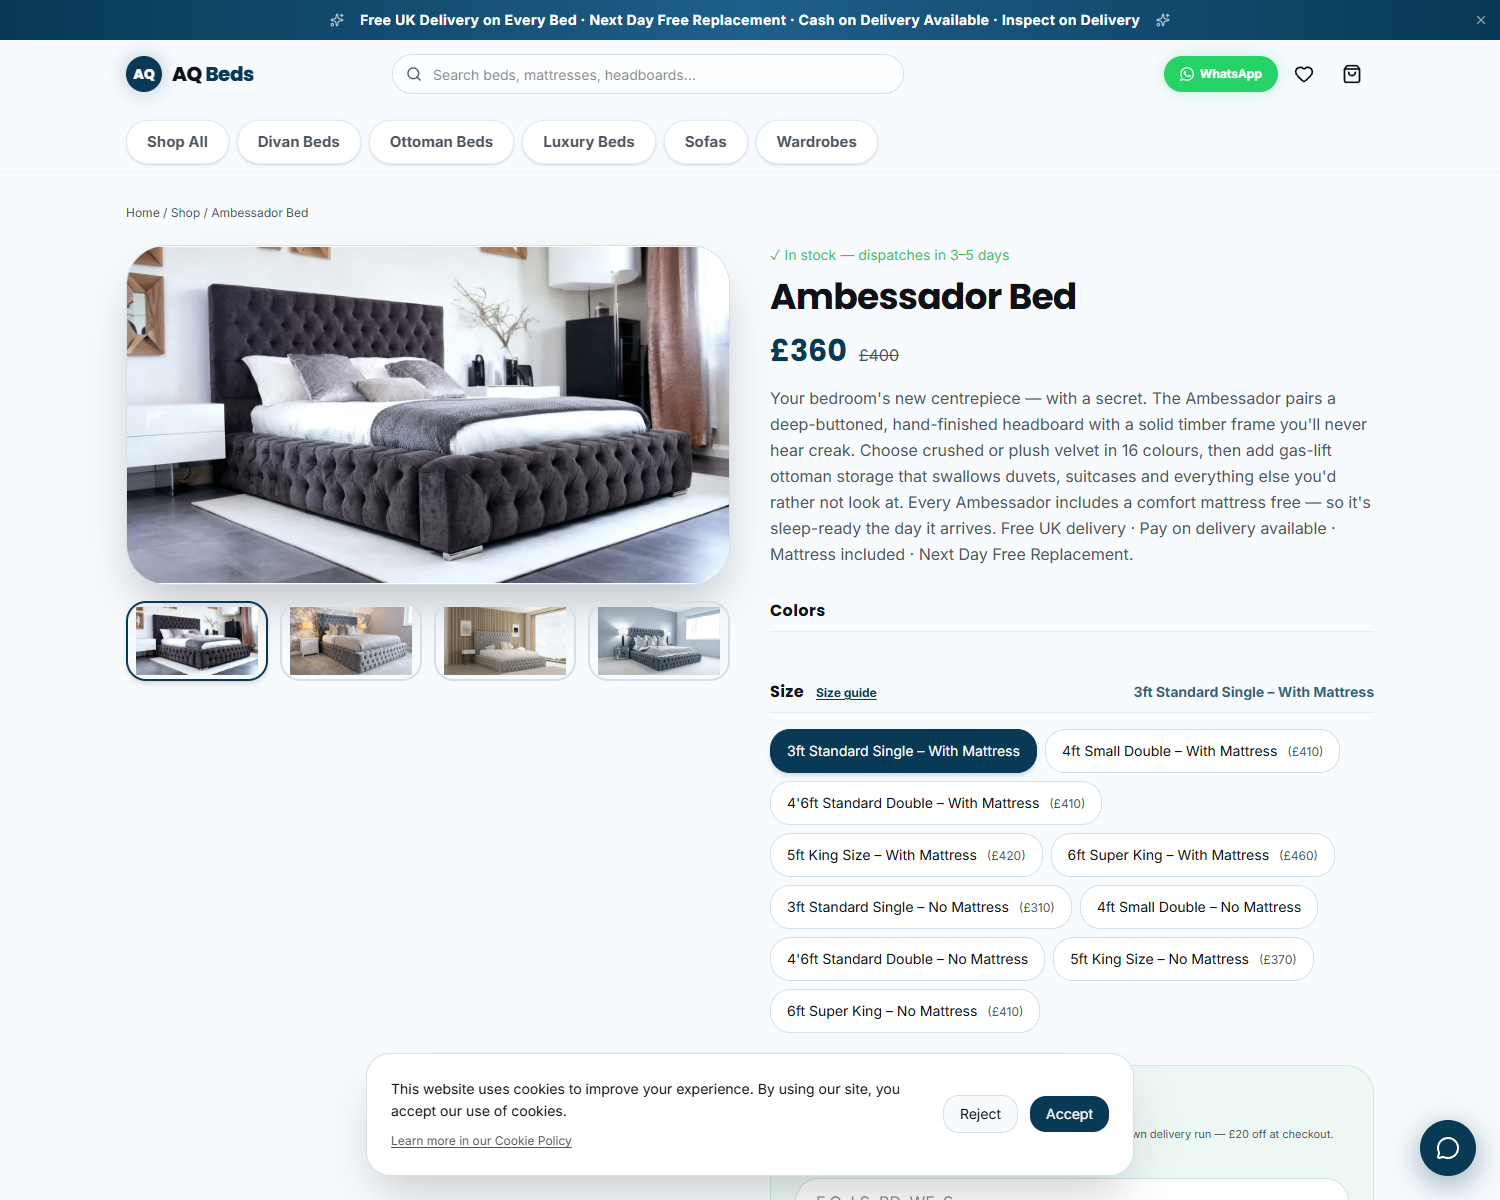 Free UK Delivery on Every Bed · Next Day Free Replacement · Cash on Delivery Available · Inspect on Delivery
AQ AQ Beds
Search beds, mattresses, headboards...
WhatsApp
Shop All
Divan Beds
Ottoman Beds
Luxury Beds
Sofas
Wardrobes
Home / Shop / Ambessador Bed
✓ In stock — dispatches in 3–5 days
Ambessador Bed
£360 £400
Your bedroom's new centrepiece — with a secret. The Ambessador pairs a
deep-buttoned, hand-finished headboard with a solid timber frame you'll never
hear creak. Choose crushed or plush velvet in 16 colours, then add gas-lift
ottoman storage that swallows duvets, suitcases and everything else you'd
rather not look at. Every Ambessador includes a comfort mattress free — so it's
sleep-ready the day it arrives. Free UK delivery · Pay on delivery available ·
Mattress included · Next Day Free Replacement.
Colors
Size Size guide 3ft Standard Single – With Mattress
3ft Standard Single – With Mattress
4ft Small Double – With Mattress (£410)
4'6ft Standard Double – With Mattress (£410)
5ft King Size – With Mattress (£420)
6ft Super King – With Mattress (£460)
3ft Standard Single – No Mattress (£310)
4ft Small Double – No Mattress
4'6ft Standard Double – No Mattress
5ft King Size – No Mattress (£370)
6ft Super King – No Mattress (£410)
This website uses cookies to improve your experience. By using our site, you
accept our use of cookies.
Learn more in our Cookie Policy
Reject
Accept
delivery run — £20 off at checkout.